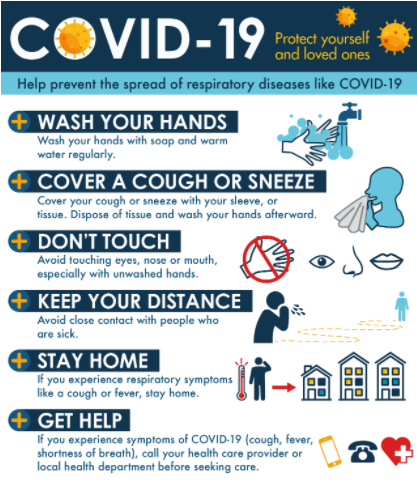 COVID-19
Protect yourself
and loved ones
Help prevent the spread of respiratory diseases like COVID-19
WASH YOUR HANDS
Wash your hands with soap and warm
water regularly.
COVER A COUGH OR SNEEZE
Cover your cough or sneeze with your sleeve, or
tissue. Dispose of tissue and wash your hands afterward.
DON'T TOUCH
Avoid touching eyes, nose or mouth,
especially with unwashed hands.
KEEP YOUR DISTANCE
Avoid close contact with people who
are sick.
STAY HOME
If you experience respiratory symptoms
like a cough or fever, stay home.
GET HELP
If you experience symptoms of COVID-19 (cough, fever,
shortness of breath), call your health care provider or
local health department before seeking care.